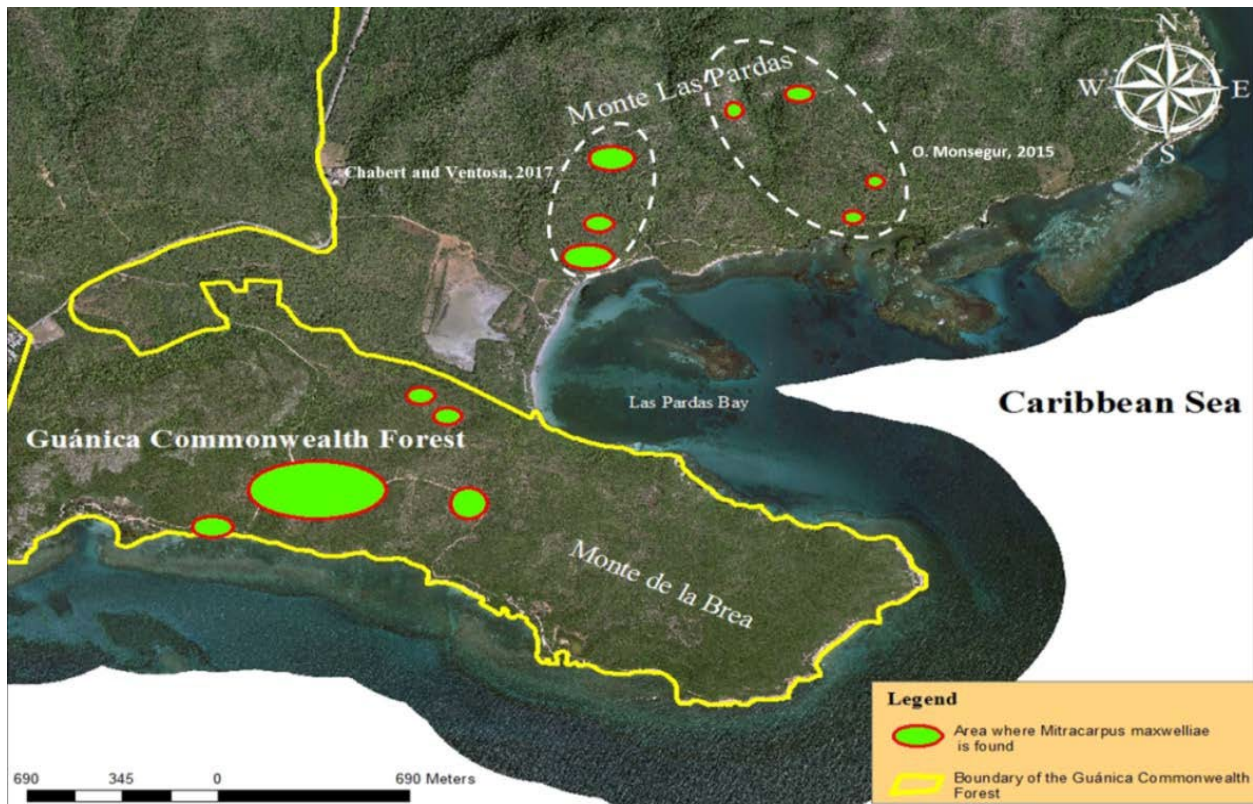 N
W E
S
Monte Las Pardas
O. Monsegur, 2015
Chabert and Ventosa, 2017
Las Pardas Bay
Caribbean Sea
Guánica Commonwealth Forest
Monte de la Brea
Legend
Area where Mitracarpus maxwelliae
is found
Boundary of the Guánica Commonwealth
Forest
690 345 0 690 Meters